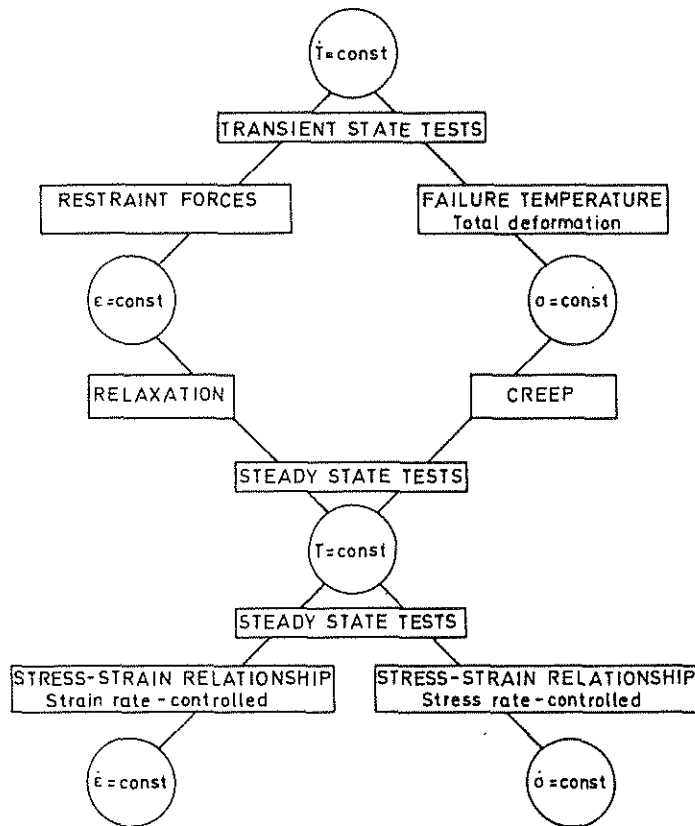 Ṫ=const
TRANSIENT STATE TESTS
RESTRAINT FORCES
FAILURE TEMPERATURE
Total deformation
ε=const
σ=const
RELAXATION
CREEP
STEADY STATE TESTS
T=const
STEADY STATE TESTS
STRESS-STRAIN RELATIONSHIP
Strain rate-controlled
STRESS-STRAIN RELATIONSHIP
Stress rate-controlled
ε̇=const
σ̇=const